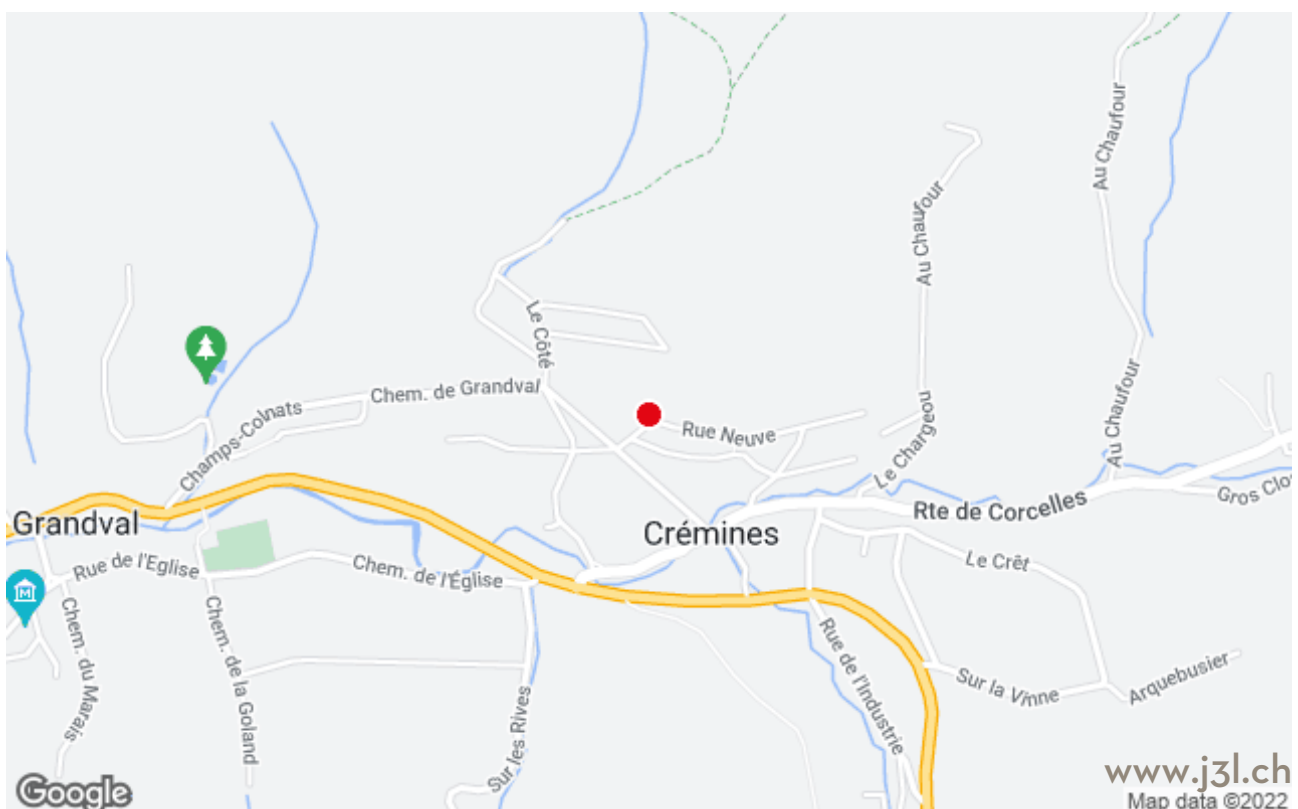 Au Chaufour
Au Chaufour
Le Côté
Chem. de Grandval
Champs-Colnats
Rue Neuve
Le Chargeon
Au Chaufour
Gros Clos
Rte de Corcelles
Grandval
Crémines
Rue de l'Eglise
Chem. de l'Église
Le Crêt
M
Chem. du Marais
Chem. de la Goland
Sur les Rives
Rue de l'Industrie
Sur la Vinne
Arquebusier
www.j3l.ch
Google
Map data ©2022